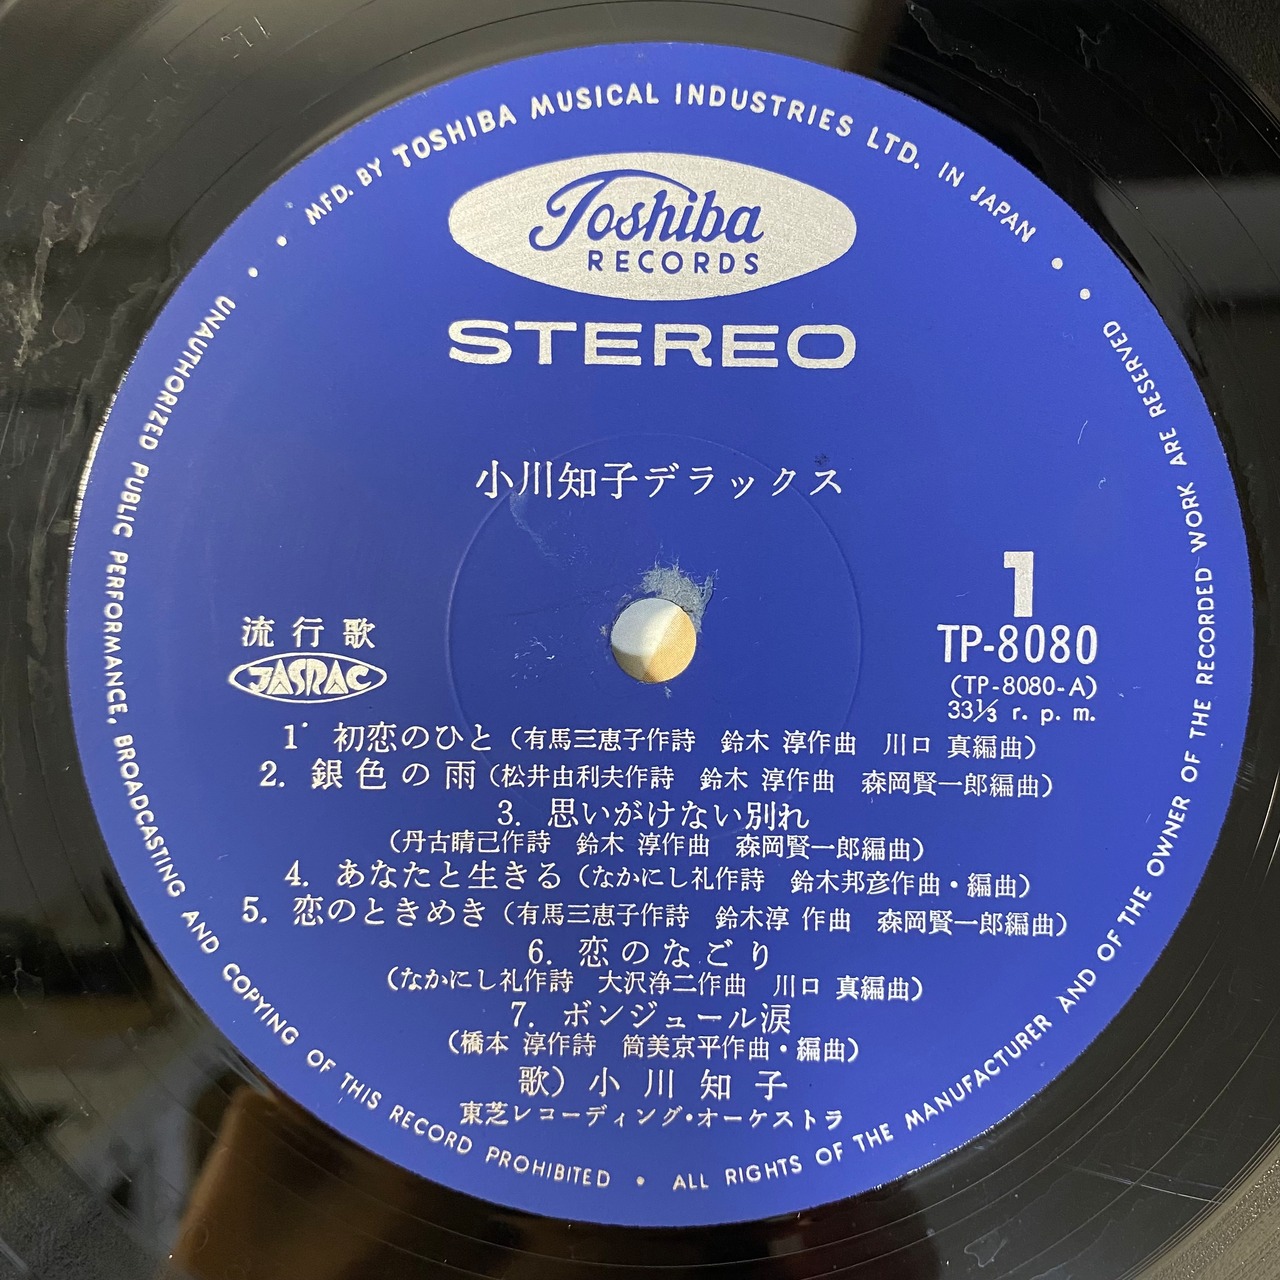 MFD. BY TOSHIBA MUSICAL INDUSTRIES LTD. IN JAPAN
Toshiba
RECORDS
STEREO
小川知子デラックス
流行歌
JASRAC
1
TP-8080
(TP-8080-A)
33⅓ r. p. m.
1. 初恋のひと (有馬三恵子作詩 鈴木 淳作曲 川口 真編曲)
2. 銀色の雨 (松井由利夫作詩 鈴木 淳作曲 森岡賢一郎編曲)
3. 思いがけない別れ
(丹古晴己作詩 鈴木 淳作曲 森岡賢一郎編曲)
4. あなたと生きる (なかにし礼作詩 鈴木邦彦作曲・編曲)
5. 恋のときめき (有馬三恵子作詩 鈴木淳 作曲 森岡賢一郎編曲)
6. 恋のなごり
(なかにし礼作詩 大沢浄二作曲 川口 真編曲)
7. ボンジュール涙
(橋本 淳作詩 筒美京平作曲・編曲)
歌) 小川知子
東芝レコーディング・オーケストラ
UNAUTHORIZED PUBLIC PERFORMANCE, BROADCASTING AND COPYING OF THIS RECORD PROHIBITED • ALL RIGHTS OF THE MANUFACTURER AND OF THE OWNER OF THE RECORDED WORK ARE RESERVED